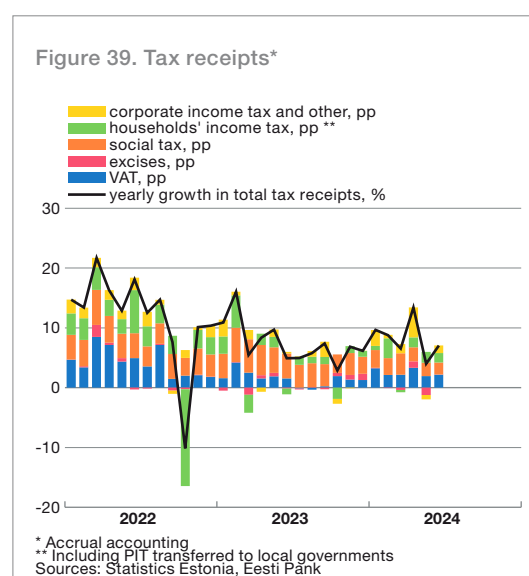 Figure 39. Tax receipts*
corporate income tax and other, pp
households' income tax, pp **
social tax, pp
excises, pp
VAT, pp
yearly growth in total tax receipts, %
30
20
10
0
-10
-20
2022 2023 2024
* Accrual accounting
** Including PIT transferred to local governments
Sources: Statistics Estonia, Eesti Pank